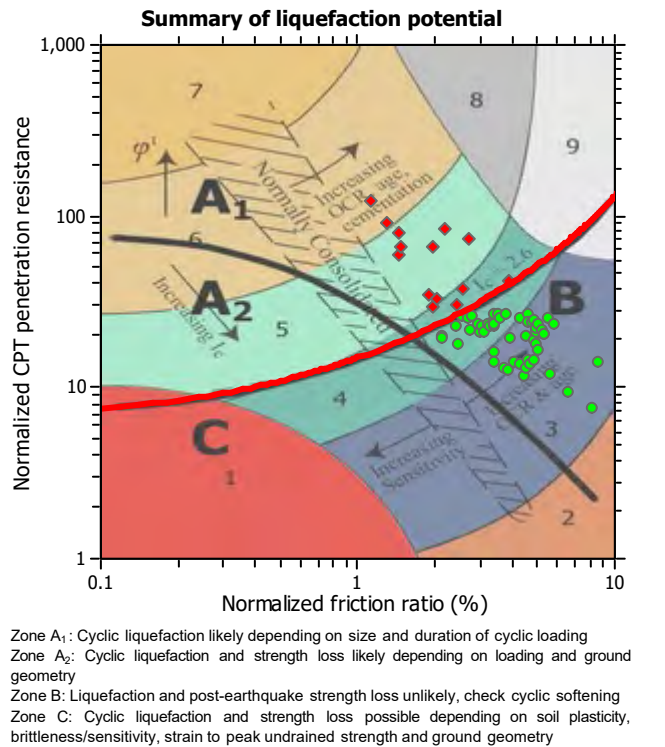 Summary of liquefaction potential
1,000
100
10
1
0.1
1
10
Normalized CPT penetration resistance
Normalized friction ratio (%)
7
8
9
φ'
A1
6
A2
Increasing Ic
Normally Consolidated
Increasing
OCR, age,
cementation
Ic = 2.6
B
5
4
C
1
Increasing
Sensitivity
Increasing
OCR & age
3
2
Zone A1: Cyclic liquefaction likely depending on size and duration of cyclic loading
Zone A2: Cyclic liquefaction and strength loss likely depending on loading and ground
geometry
Zone B: Liquefaction and post-earthquake strength loss unlikely, check cyclic softening
Zone C: Cyclic liquefaction and strength loss possible depending on soil plasticity,
brittleness/sensitivity, strain to peak undrained strength and ground geometry